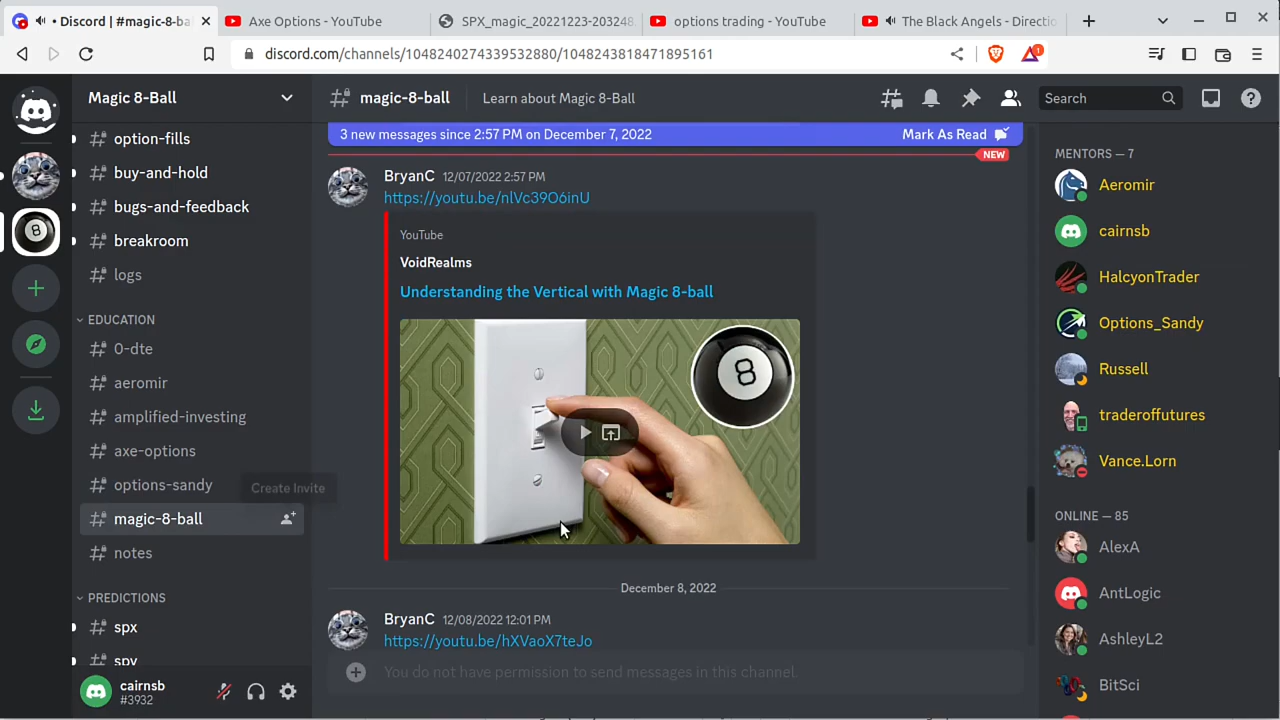 • Discord | #magic-8-bal
Axe Options - YouTube
SPX_magic_20221223-203248.
options trading - YouTube
The Black Angels - Directio
discord.com/channels/1048240274339532880/1048243818471895161
1
Magic 8-Ball
magic-8-ball
Learn about Magic 8-Ball
Search
option-fills
buy-and-hold
bugs-and-feedback
breakroom
logs
EDUCATION
0-dte
aeromir
amplified-investing
axe-options
options-sandy
Create Invite
magic-8-ball
notes
PREDICTIONS
spx
spy
cairnsb
#3932
3 new messages since 2:57 PM on December 7, 2022
Mark As Read
NEW
BryanC 12/07/2022 2:57 PM
https://youtu.be/nlVc39O6inU
YouTube
VoidRealms
Understanding the Vertical with Magic 8-ball
8
December 8, 2022
BryanC 12/08/2022 12:01 PM
https://youtu.be/hXVaoX7teJo
You do not have permission to send messages in this channel.
MENTORS — 7
Aeromir
cairnsb
HalcyonTrader
Options_Sandy
Russell
traderoffutures
Vance.Lorn
ONLINE — 85
AlexA
AntLogic
AshleyL2
BitSci
8